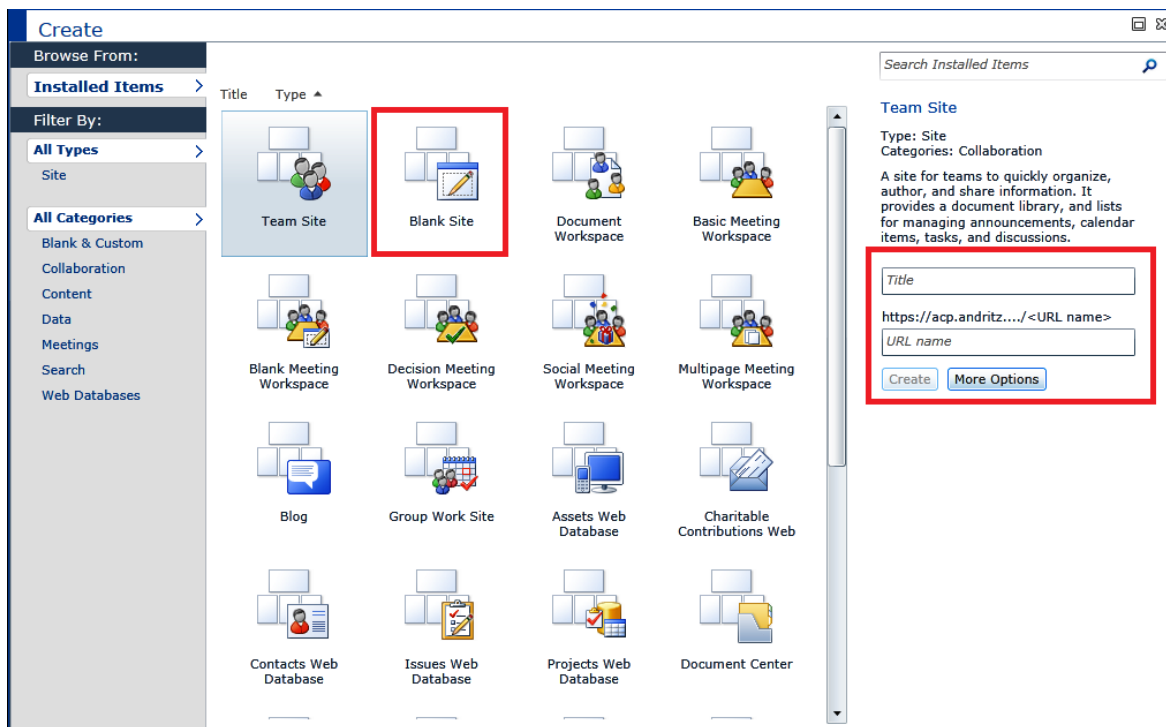 Create
Browse From:
Installed Items
Filter By:
All Types
Site
All Categories
Blank & Custom
Collaboration
Content
Data
Meetings
Search
Web Databases
Title Type
Team Site
Blank Site
Document
Workspace
Basic Meeting
Workspace
Blank Meeting
Workspace
Decision Meeting
Workspace
Social Meeting
Workspace
Multipage Meeting
Workspace
Blog
Group Work Site
Assets Web
Database
Charitable
Contributions Web
Contacts Web
Database
Issues Web
Database
Projects Web
Database
Document Center
Search Installed Items
Team Site
Type: Site
Categories: Collaboration
A site for teams to quickly organize,
author, and share information. It
provides a document library, and lists
for managing announcements, calendar
items, tasks, and discussions.
Title
https://acp.andritz..../<URL name>
URL name
Create More Options